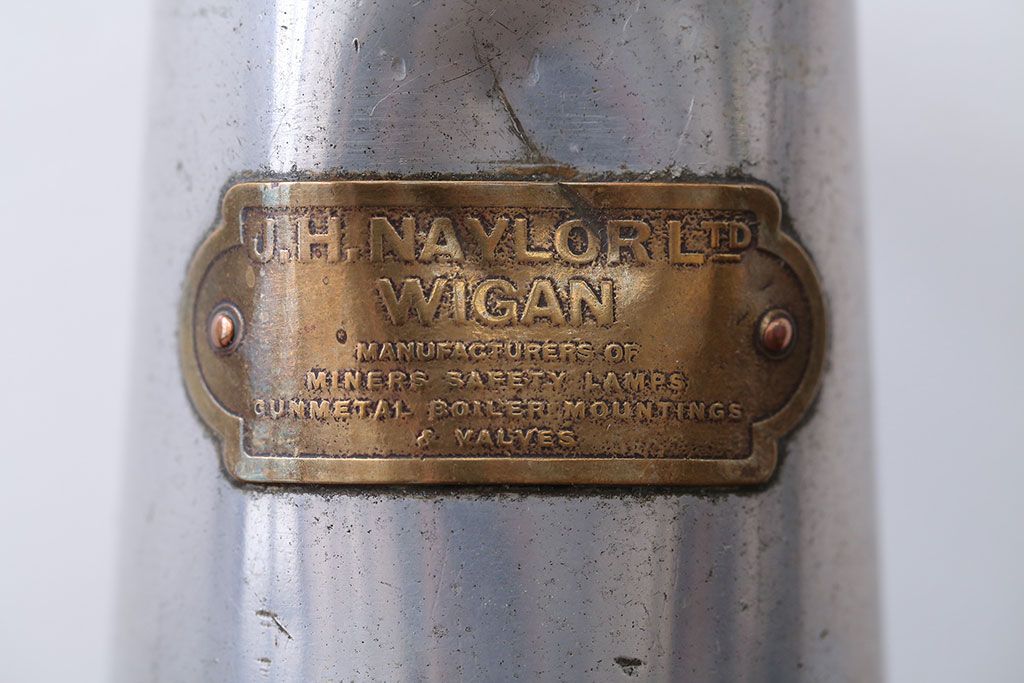 J.H. NAYLOR LTD
WIGAN
MANUFACTURERS OF
MINERS SAFETY LAMPS
GUNMETAL BOILER MOUNTINGS
& VALVES